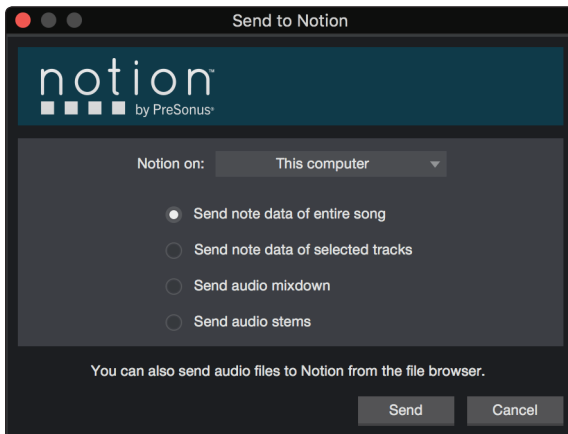 Send to Notion
notion™
by PreSonus®
Notion on: This computer
Send note data of entire song
Send note data of selected tracks
Send audio mixdown
Send audio stems
You can also send audio files to Notion from the file browser.
Send Cancel